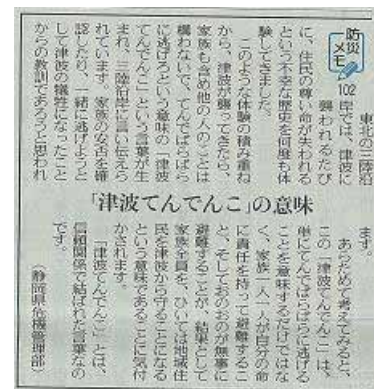 防災一メモ
102
東北の三陸沿
岸では、津波に
襲われるたび
に、住民の尊い命が失われる
という不幸な歴史を何度も体
験してきました。
このような体験の積み重ね
から、津波が襲ってきたら、
家族も含め他の人のことは
構わないで、てんでばらばら
に逃げろという意味の「津波
てんでんこ」という言葉が生
まれ、三陸沿岸に言い伝えら
れています。家族の安否を確
認したり、一緒に逃げようと
して津波の犠牲になったこと
からの教訓であろうと思われ
「津波てんでんこ」の意味
ます。
あらためて考えてみると、
この「津波てんでんこ」は、
単にてんでばらばらに逃げる
ことを意味するだけではな
く、家族一人一人が自分の命
に責任を持って避難するこ
と、そしておのおのが無事に
避難することが、結果として
家族全員を、ひいては地域住
民を津波から守ることになる
という意味であることに気付
かされます。
「津波てんでんこ」とは、
信頼関係で結ばれた言葉なの
です。
（静岡県危機管理部）